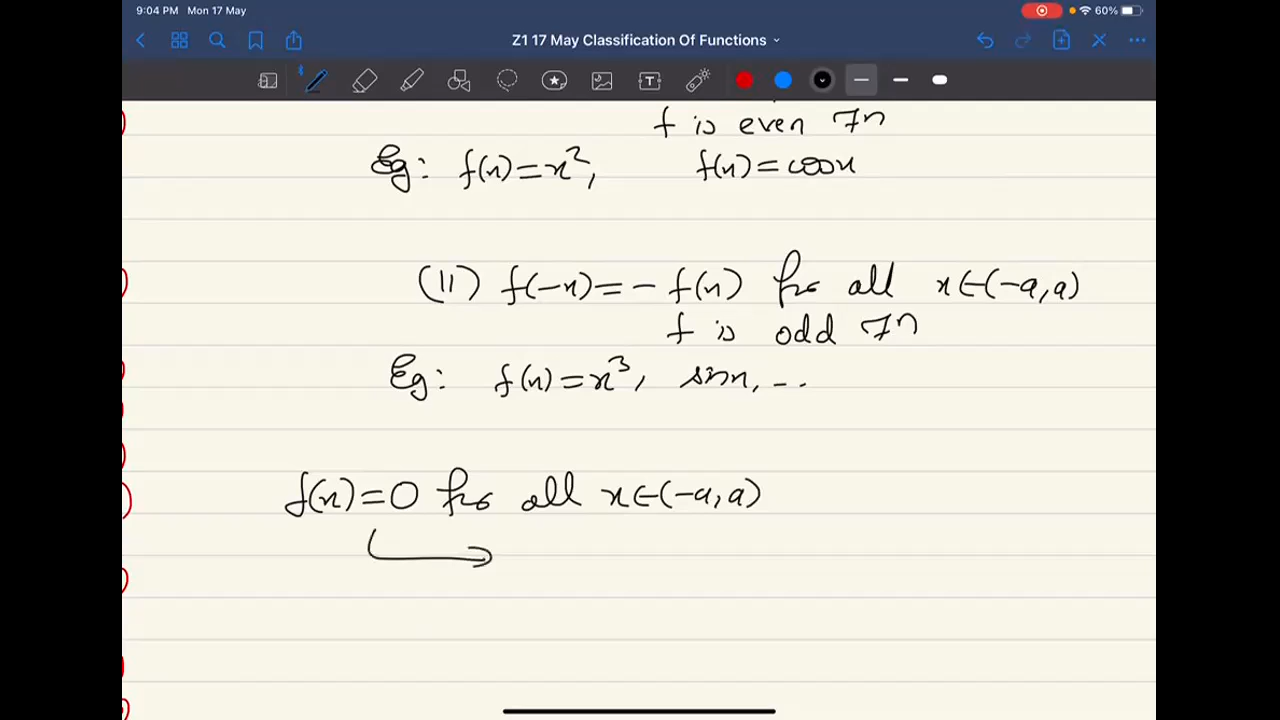 9:04 PM Mon 17 May
60%
Z1 17 May Classification Of Functions
T
f is even Fn
Eg: f(x)=x², f(x)=cosx
(11) f(-x)=- f(x) for all x∈(-a,a)
f is odd Fn
Eg: f(x)=x³, sinx, --
f(x)=0 for all x∈(-a,a)